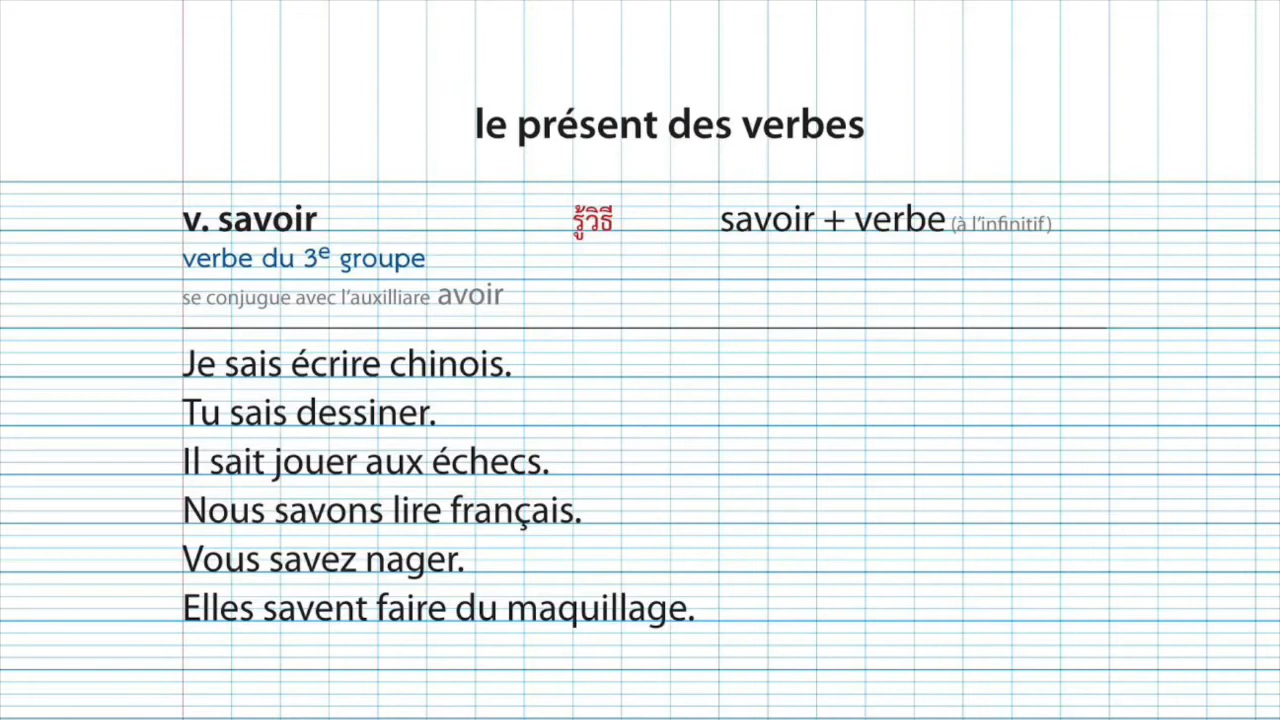 le présent des verbes
v. savoir รู้วิธี savoir + verbe (à l'infinitif)
verbe du 3e groupe
se conjugue avec l'auxilliare avoir
Je sais écrire chinois.
Tu sais dessiner.
Il sait jouer aux échecs.
Nous savons lire français.
Vous savez nager.
Elles savent faire du maquillage.